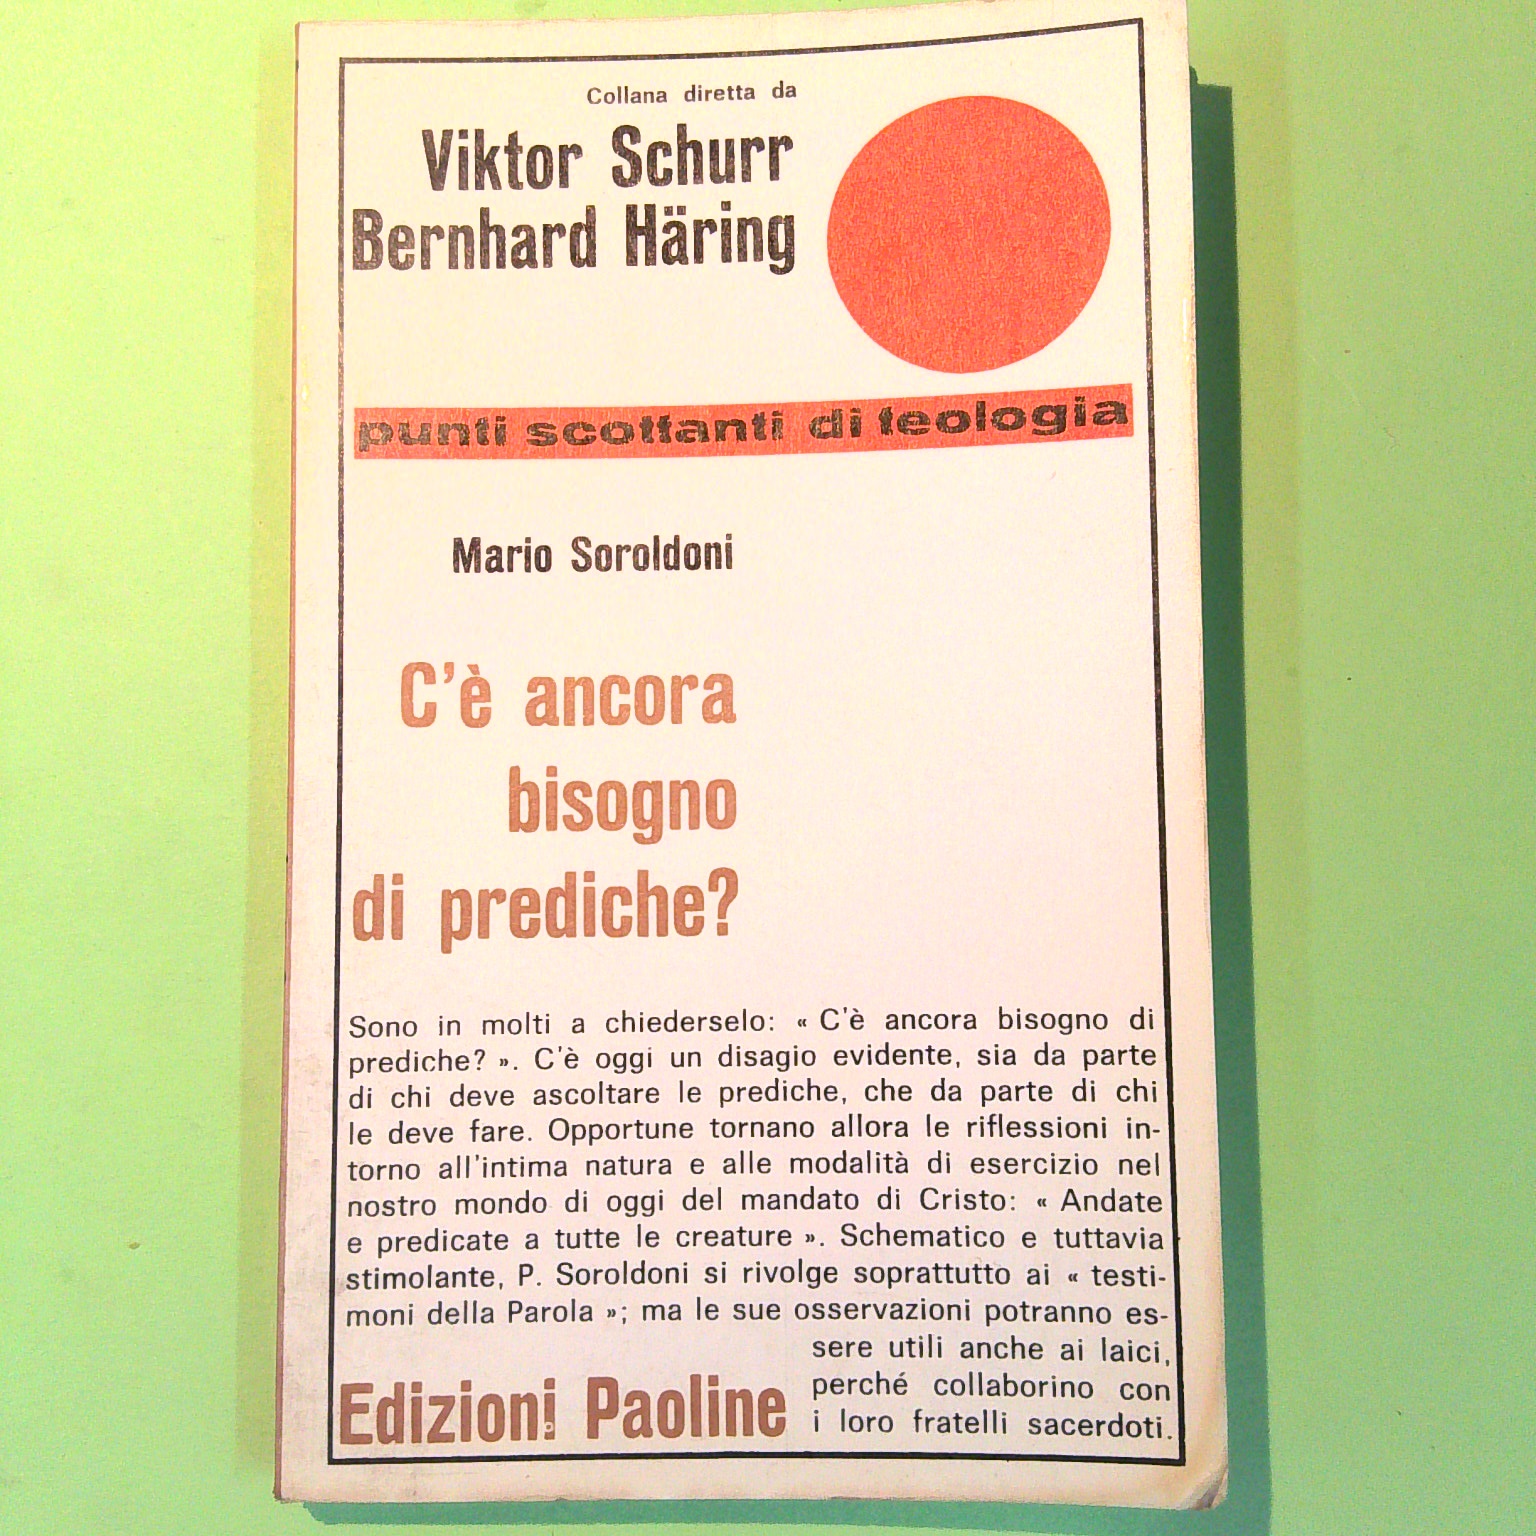 Collana diretta da
Viktor Schurr
Bernhard Häring
punti scottanti di teologia
Mario Soroldoni
C'è ancora
bisogno
di prediche?
Sono in molti a chiederselo: « C'è ancora bisogno di
prediche? ». C'è oggi un disagio evidente, sia da parte
di chi deve ascoltare le prediche, che da parte di chi
le deve fare. Opportune tornano allora le riflessioni in-
torno all'intima natura e alle modalità di esercizio nel
nostro mondo di oggi del mandato di Cristo: « Andate
e predicate a tutte le creature ». Schematico e tuttavia
stimolante, P. Soroldoni si rivolge soprattutto ai « testi-
moni della Parola »; ma le sue osservazioni potranno es-
sere utili anche ai laici,
perché collaborino con
i loro fratelli sacerdoti.
Edizioni Paoline